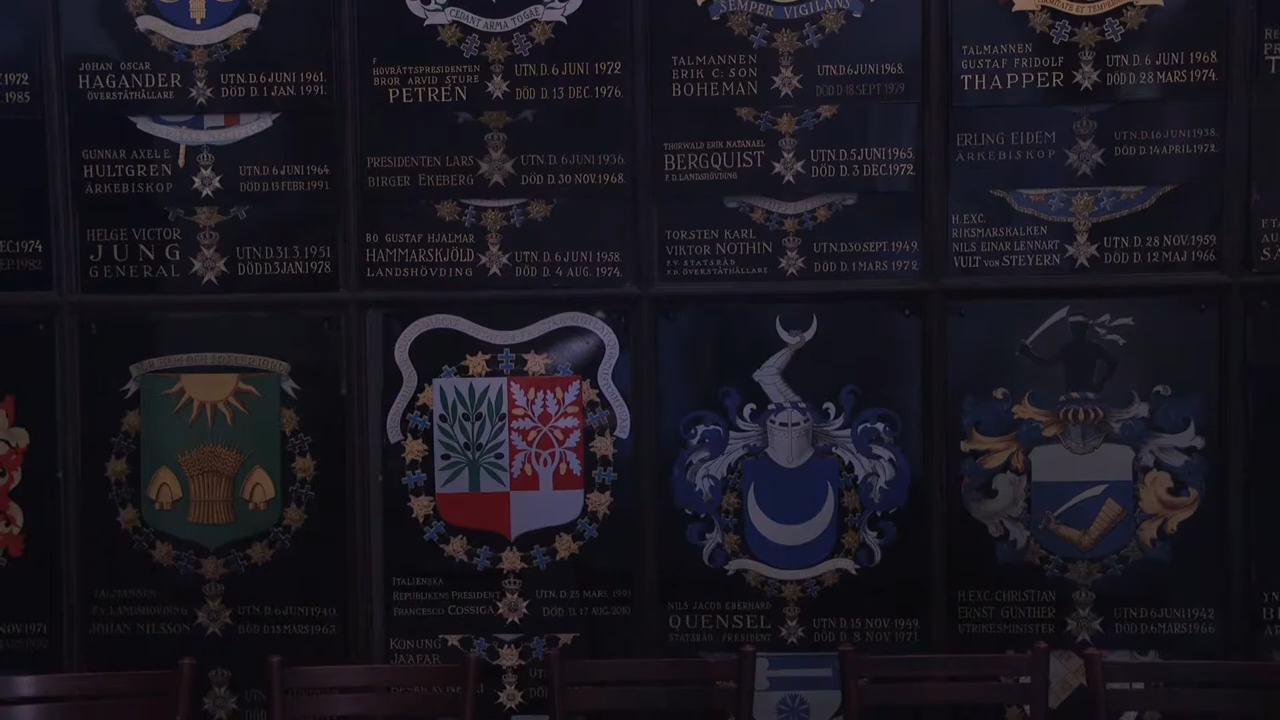 1972
1985
JOHAN OSCAR
HAGANDER
ÖVERSTÅTHÅLLARE
UTN. D. 6 JUNI 1961.
DÖD D. 1 JAN. 1991.
CEDANT ARMA TOGAE
F
HOVRÄTTSPRESIDENTEN
BROR ARVID STURE
PETRÉN
UTN. D. 6 JUNI 1972
DÖD D. 13 DEC. 1976.
SEMPER VIGILANS
TALMANNEN
ERIK C: SON
BOHEMAN
UTN. D. 6 JUNI 1968.
DÖD D 18 SEPT 1979
TALMANNEN
GUSTAF FRIDOLF
THAPPER
UTN. D. 6 JUNI 1968.
DÖD D. 28 MARS 1974.
GUNNAR AXEL E
HULTGREN
ÄRKEBISKOP
UTN. D. 6 JUNI 1964.
DÖD D. 13 FEBR. 1991.
PRESIDENTEN LARS
BIRGER EKEBERG
UTN. D. 6 JUNI 1936.
DÖD D. 30 NOV. 1968.
THORWALD ERIK NATANAEL
BERGQUIST
F. D. LANDSHÖVDING
UTN. D. 5 JUNI 1965.
DÖD D. 3 DEC. 1972.
ERLING EIDEM
ÄRKEBISKOP
UTN. D. 16 JUNI 1938.
DÖD D. 14 APRIL 1972.
HELGE VICTOR
JUNG
GENERAL
UTN. D. 31. 3. 1951.
DÖD D. 3 JAN. 1978.
BO GUSTAF HJALMAR
HAMMARSKJÖLD
LANDSHÖVDING
UTN. D. 6 JUNI 1958.
DÖD D. 4 AUG. 1974.
TORSTEN KARL
VIKTOR NOTHIN
F.V. STATSRÅD
F.D. ÖVERSTÅTHÅLLARE
UTN. D. 30 SEPT. 1949.
DÖD D. 1 MARS 1972.
H. EXC.
RIKSMARSKALKEN
NILS EINAR LENNART
VULT von STEYERN
UTN. D. 28 NOV. 1959.
DÖD D. 12 MAJ 1966.
EC. 1974
1982
NOV 1971
TALMANNEN
F.V. LANDSHÖVDING
JOHAN NILSSON
UTN. D. 6 JUNI 1940.
DÖD D. 13 MARS 1963.
ITALIENSKA
REPUBLIKENS PRESIDENT
FRANCESCO COSSIGA
UTN. D. 25 MARS 1991
DÖD D. 17 AUG. 2010
NILS JACOB EBERHARD
QUENSEL
STATSRÅD. PRESIDENT
UTN. D. 15 NOV. 1949.
DÖD D. 8 NOV. 1971
H. EXC. CHRISTIAN
ERNST GÜNTHER
UTRIKESMINISTER
UTN. D. 6 JUNI 1942
DÖD D. 6 MARS 1966
KONUNG
JA'AFAR
UTN